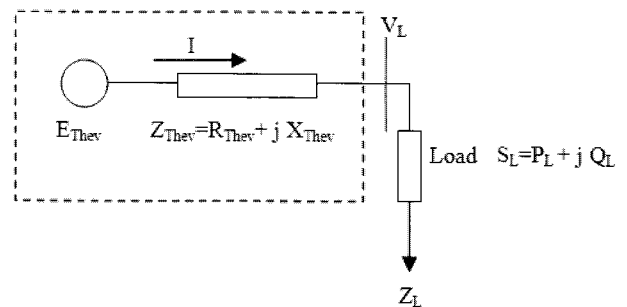 V_L
I
E_Thev
Z_Thev=R_Thev+ j X_Thev
Load S_L=P_L + j Q_L
Z_L